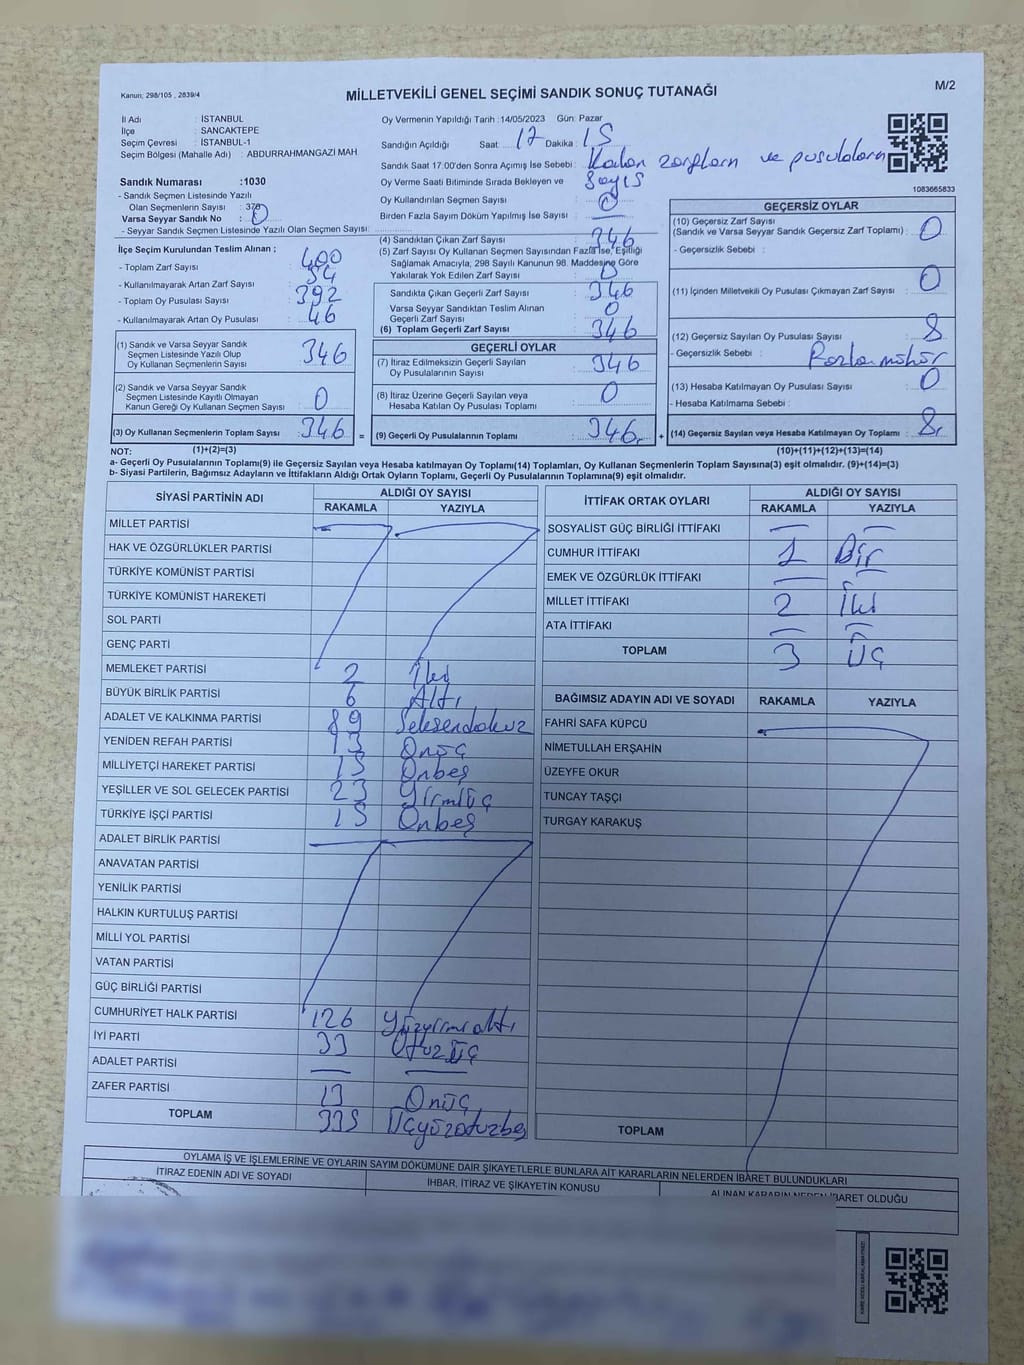 Kanun; 298/105 , 2839/4
MİLLETVEKİLİ GENEL SEÇİMİ SANDIK SONUÇ TUTANAĞI
M/2
İl Adı : İSTANBUL
İlçe : SANCAKTEPE
Seçim Çevresi : İSTANBUL-1
Seçim Bölgesi (Mahalle Adı) : ABDURRAHMANGAZİ MAH.
Sandık Numarası :1030
- Sandık Seçmen Listesinde Yazılı
Olan Seçmenlerin Sayısı :
Varsa Seyyar Sandık No : 0
- Seyyar Sandık Seçmen Listesinde Yazılı Olan Seçmen Sayısı:
Oy Vermenin Yapıldığı Tarih :14/05/2023 Gün: Pazar
Sandığın Açıldığı Saat: 17 Dakika : 15
Sandık Saat 17:00'den Sonra Açımış İse Sebebi : Kalan zarfların ve pusulaların
Oy Verme Saati Bitiminde Sırada Bekleyen ve sayıs
Oy Kullandırılan Seçmen Sayısı : 0
Birden Fazla Sayım Döküm Yapılmış İse Sayısı :
1083665833
İlçe Seçim Kurulundan Teslim Alınan ;
- Toplam Zarf Sayısı : 400
- Kullanılmayarak Artan Zarf Sayısı : 54
- Toplam Oy Pusulası Sayısı : 392
- Kullanılmayarak Artan Oy Pusulası : 46
(1) Sandık ve Varsa Seyyar Sandık
Seçmen Listesinde Yazılı Olup
Oy Kullanan Seçmenlerin Sayısı : 346
(2) Sandık ve Varsa Seyyar Sandık
Seçmen Listesinde Kayıtlı Olmayan
Kanun Gereği Oy Kullanan Seçmen Sayısı : 0
(3) Oy Kullanan Seçmenlerin Toplam Sayısı : 346 =
(4) Sandıktan Çıkan Zarf Sayısı : 346
(5) Zarf Sayısı Oy Kullanan Seçmen Sayısından Fazla İse, Eşitliği
Sağlamak Amacıyla, 298 Sayılı Kanunun 98. Maddesine Göre
Yakılarak Yok Edilen Zarf Sayısı : 0
Sandıkta Çıkan Geçerli Zarf Sayısı : 346
Varsa Seyyar Sandıktan Teslim Alınan
Geçerli Zarf Sayısı : 0
(6) Toplam Geçerli Zarf Sayısı : 346
GEÇERLİ OYLAR
(7) İtiraz Edilmeksizin Geçerli Sayılan
Oy Pusulalarının Sayısı : 346
(8) İtiraz Üzerine Geçerli Sayılan veya
Hesaba Katılan Oy Pusulası Toplamı : 0
(9) Geçerli Oy Pusulalarının Toplamı : 346 +
GEÇERSİZ OYLAR
(10) Geçersiz Zarf Sayısı
(Sandık ve Varsa Seyyar Sandık Geçersiz Zarf Toplamı) : 0
- Geçersizlik Sebebi :
(11) İçinden Milletvekili Oy Pusulası Çıkmayan Zarf Sayısı : 0
(12) Geçersiz Sayılan Oy Pusulası Sayısı : 8
- Geçersizlik Sebebi : Fazla mühür
(13) Hesaba Katılmayan Oy Pusulası Sayısı : 0
- Hesaba Katılmama Sebebi :
(14) Geçersiz Sayılan veya Hesaba Katılmayan Oy Toplamı : 8
NOT: (1)+(2)=(3) (10)+(11)+(12)+(13)=(14)
a- Geçerli Oy Pusulalarının Toplamı(9) ile Geçersiz Sayılan veya Hesaba katılmayan Oy Toplamı(14) Toplamları, Oy Kullanan Seçmenlerin Toplam Sayısına(3) eşit olmalıdır. (9)+(14)=(3)
b- Siyasi Partilerin, Bağımsız Adayların ve İttifakların Aldığı Ortak Oyların Toplamı, Geçerli Oy Pusulalarının Toplamına(9) eşit olmalıdır.
SİYASİ PARTİNİN ADI
ALDIĞI OY SAYISI
RAKAMLA YAZIYLA
MİLLET PARTİSİ
HAK VE ÖZGÜRLÜKLER PARTİSİ
TÜRKİYE KOMÜNİST PARTİSİ
TÜRKİYE KOMÜNİST HAREKETİ
SOL PARTİ
GENÇ PARTİ
MEMLEKET PARTİSİ 2 İki
BÜYÜK BİRLİK PARTİSİ 6 Altı
ADALET VE KALKINMA PARTİSİ 89 Seksendokuz
YENİDEN REFAH PARTİSİ 13 Onüç
MİLLİYETÇİ HAREKET PARTİSİ 15 Onbeş
YEŞİLLER VE SOL GELECEK PARTİSİ 23 Yirmiüç
TÜRKİYE İŞÇİ PARTİSİ 15 Onbeş
ADALET BİRLİK PARTİSİ
ANAVATAN PARTİSİ
YENİLİK PARTİSİ
HALKIN KURTULUŞ PARTİSİ
MİLLİ YOL PARTİSİ
VATAN PARTİSİ
GÜÇ BİRLİĞİ PARTİSİ
CUMHURİYET HALK PARTİSİ 126 Yüzyirmialtı
İYİ PARTİ 33 Otuzüç
ADALET PARTİSİ
ZAFER PARTİSİ 13 Onüç
TOPLAM 335 Üçyüzotuzbeş
İTTİFAK ORTAK OYLARI
ALDIĞI OY SAYISI
RAKAMLA YAZIYLA
SOSYALİST GÜÇ BİRLİĞİ İTTİFAKI
CUMHUR İTTİFAKI 1 Bir
EMEK VE ÖZGÜRLÜK İTTİFAKI
MİLLET İTTİFAKI 2 İki
ATA İTTİFAKI
TOPLAM 3 Üç
BAĞIMSIZ ADAYIN ADI VE SOYADI RAKAMLA YAZIYLA
FAHRİ SAFA KÜPCÜ
NİMETULLAH ERŞAHİN
ÜZEYFE OKUR
TUNCAY TAŞÇI
TURGAY KARAKUŞ
TOPLAM
OYLAMA İŞ VE İŞLEMLERİNE VE OYLARIN SAYIM DÖKÜMÜNE DAİR ŞİKAYETLERLE BUNLARA AİT KARARLARIN NELERDEN İBARET BULUNDUKLARI
İTİRAZ EDENİN ADI VE SOYADI
İHBAR, İTİRAZ VE ŞİKAYETİN KONUSU
ALINAN KARARIN NEDEN İBARET OLDUĞU